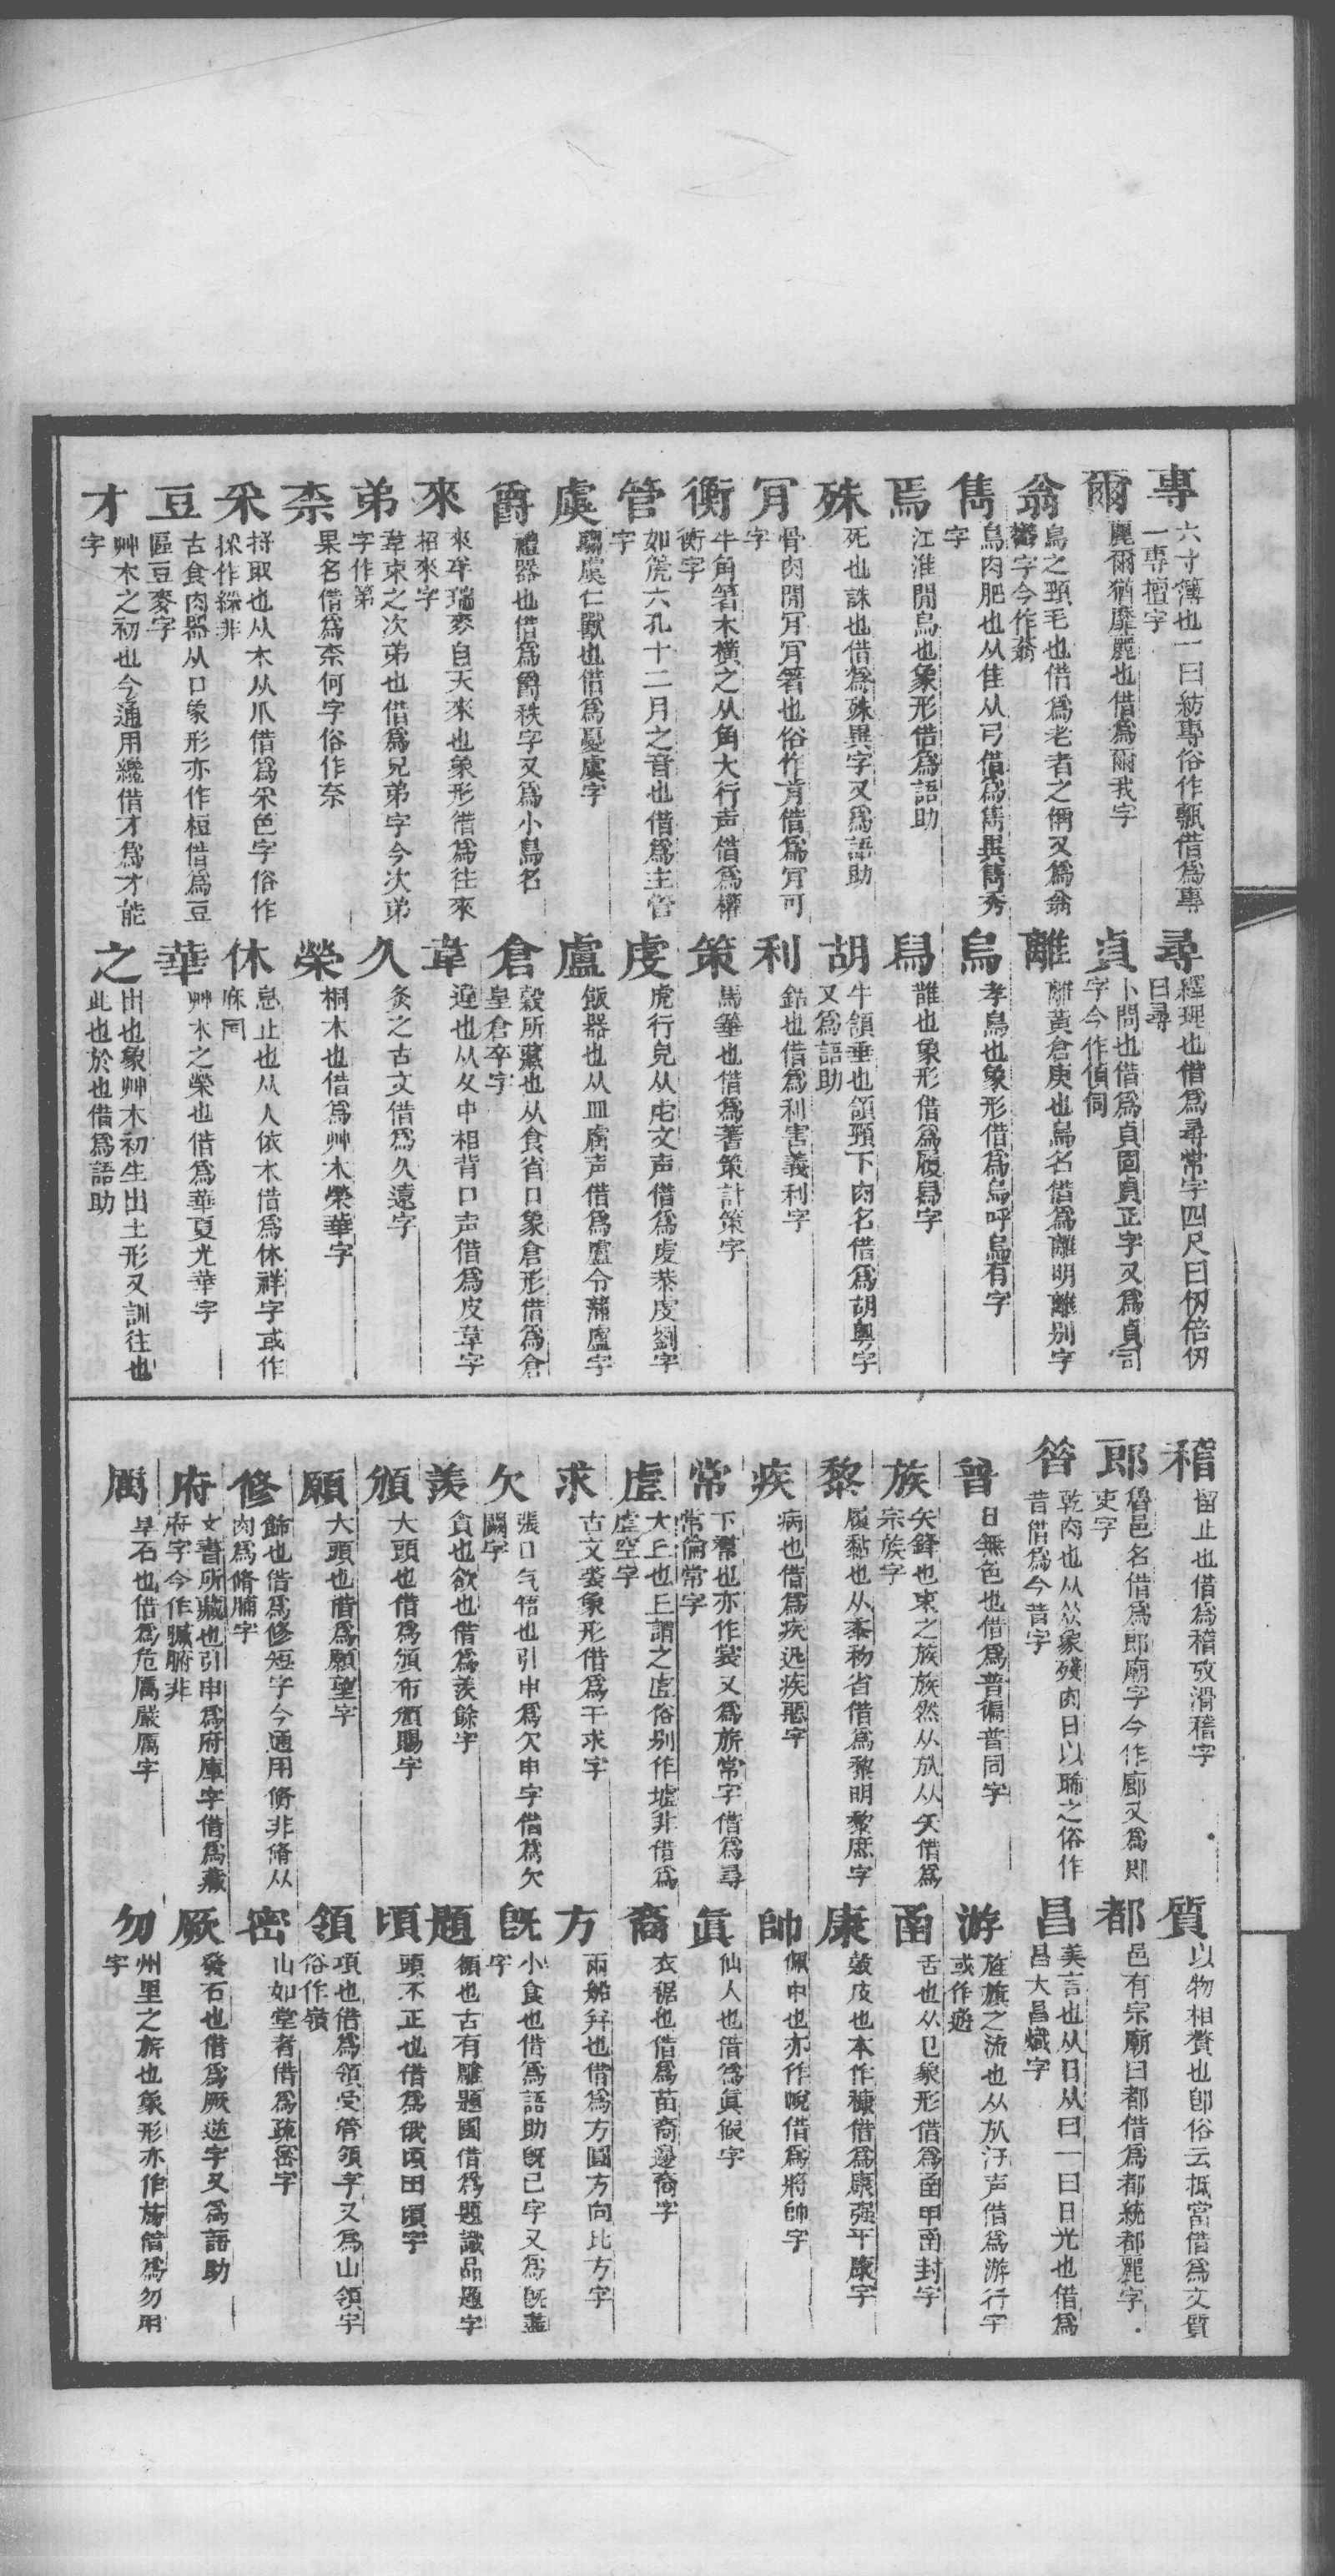 專 六寸簿也一曰紡專俗作甎借爲專一專擅字
尋 繹理也借爲尋常字四尺曰仞倍仞曰尋
爾 麗爾猶靡麗也借爲爾我字
貞 卜問也借爲貞固貞正字又爲貞司字今作偵伺
翁 鳥之頸毛也借爲老者之偁又爲翁鬱字今作蓊
離 離黃倉庚也鳥名借爲離明離别字
雋 鳥肉肥也从隹从弓借爲雋異雋秀字
烏 孝鳥也象形借爲烏呼烏有字
焉 江淮閒鳥也象形借爲語助
舄 誰也象形借爲履舄字
殊 死也誅也借爲殊異字又爲語助
胡 牛頷垂也頷頸下肉名借爲胡粵字又爲語助
肎 骨肉閒肎肎箸也俗作肯借爲肎可字
利 銛也借爲利害義利字
衡 牛角箸木橫之从角大行声借爲權衡字
策 馬箠也借爲蓍策計策字
管 如箎六孔十二月之音也借爲主管字
虔 虎行皃从虍文声借爲虔恭虔劉字
虞 騶虞仁獸也借爲憂虞字
盧 飯器也从皿䖒声借爲盧令蒲盧字
爵 禮器也借爲爵秩字又爲小鳥名
倉 穀所藏也从食省口象倉形借爲倉皇倉卒字
來 來牟瑞麥自天來也象形借爲往來招來字
韋 違也从夊中相背口声借爲皮韋字
弟 韋束之次弟也借爲兄弟字今次弟字作第
久 灸之古文借爲久遠字
柰 果名借爲柰何字俗作奈
榮 桐木也借爲艸木榮華字
采 捋取也从木从爪借爲采色字俗作採作綵非
休 息止也从人依木借爲休祥字或作庥同
豆 古食肉器从口象形亦作桓借爲豆區豆麥字
華 艸木之榮也借爲華夏光華字
才 艸木之初也今通用纔借才爲才能字
之 出也象艸木初生出土形又訓往也此也於也借爲語助
稽 畱止也借爲稽攷滑稽字
質 以物相贅也卽俗云抵當借爲文質
郎 魯邑名借爲郎廟字今作廊又爲郎吏字
都 邑有宗廟曰都借爲都統都麗字
昝 乾肉也从仌象殘肉日以晞之俗作昔借爲今昔字
昌 美言也从日从曰一曰日光也借爲昌大昌熾字
普 日無色也借爲普徧普同字
游 旌旗之流也从㫃汓声借爲游行字或作遊
族 矢鋒也束之族族然从㫃从矢借爲宗族字
圅 舌也从㔾象形借爲圅甲圅封字
黎 履黏也从黍利省借爲黎明黎庶字
康 穀皮也本作穅借爲康强平康字
疾 病也借爲疾迅疾惡字
帥 佩巾也亦作帨借爲將帥字
常 下帬也亦作裳又爲旂常字借爲尋常倫常字
眞 仙人也借爲眞假字
虛 大丘也丘謂之虛俗别作墟非借爲虛空字
裔 衣裾也借爲苗裔邊裔字
求 古文裘象形借爲干求字
方 兩船幷也借爲方圓方向比方字
欠 張口气悟也引申爲欠申字借爲欠闕字
旣 小食也借爲語助旣已字又爲旣盡字
羨 貪也欲也借爲羨餘字
題 頟也古有雕題國借爲題識品題字
頒 大頭也借爲頒布頒賜字
頃 頭不正也借爲俄頃田頃字
願 大頭也借爲願望字
領 項也借爲領受管領字又爲山領字俗作嶺
修 飾也借爲修短字今通用脩非脩从肉爲脩脯字
密 山如堂者借爲疏密字
府 文書所藏也引申爲府庫字借爲藏府字今作臟腑非
厥 發石也借爲厥逆字又爲語助
厲 旱石也借爲危厲嚴厲字
勿 州里之旂也象形亦作㫍借爲勿用字